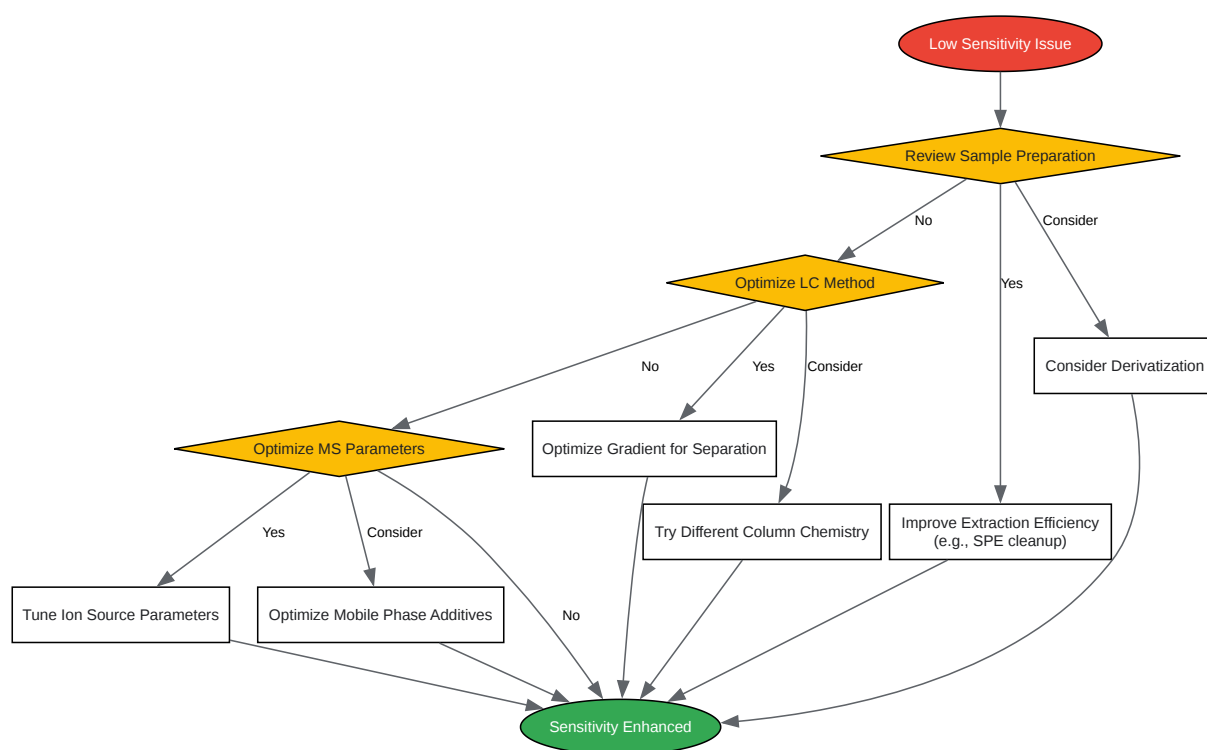 Low Sensitivity Issue
Review Sample Preparation
No
Consider
Optimize LC Method
Yes
No
Yes
Consider
Consider Derivatization
Optimize MS Parameters
Optimize Gradient for Separation
Yes
Consider
Try Different Column Chemistry
Improve Extraction Efficiency
(e.g., SPE cleanup)
Tune Ion Source Parameters
Optimize Mobile Phase Additives
No
Sensitivity Enhanced